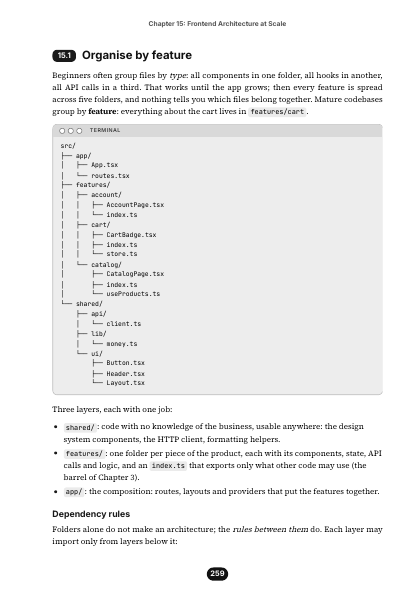 Chapter 15: Frontend Architecture at Scale
15.1 Organise by feature
Beginners often group files by type: all components in one folder, all hooks in another,
all API calls in a third. That works until the app grows; then every feature is spread
across five folders, and nothing tells you which files belong together. Mature codebases
group by feature: everything about the cart lives in features/cart.
TERMINAL
src/
├── app/
│   ├── App.tsx
│   └── routes.tsx
├── features/
│   ├── account/
│   │   ├── AccountPage.tsx
│   │   └── index.ts
│   ├── cart/
│   │   ├── CartBadge.tsx
│   │   ├── index.ts
│   │   └── store.ts
│   └── catalog/
│       ├── CatalogPage.tsx
│       ├── index.ts
│       └── useProducts.ts
└── shared/
    ├── api/
    │   └── client.ts
    ├── lib/
    │   └── money.ts
    └── ui/
        ├── Button.tsx
        ├── Header.tsx
        └── Layout.tsx
Three layers, each with one job:
• shared/: code with no knowledge of the business, usable anywhere: the design
system components, the HTTP client, formatting helpers.
• features/: one folder per piece of the product, each with its components, state, API
calls and logic, and an index.ts that exports only what other code may use (the
barrel of Chapter 3).
• app/: the composition: routes, layouts and providers that put the features together.
Dependency rules
Folders alone do not make an architecture; the rules between them do. Each layer may
import only from layers below it:
259